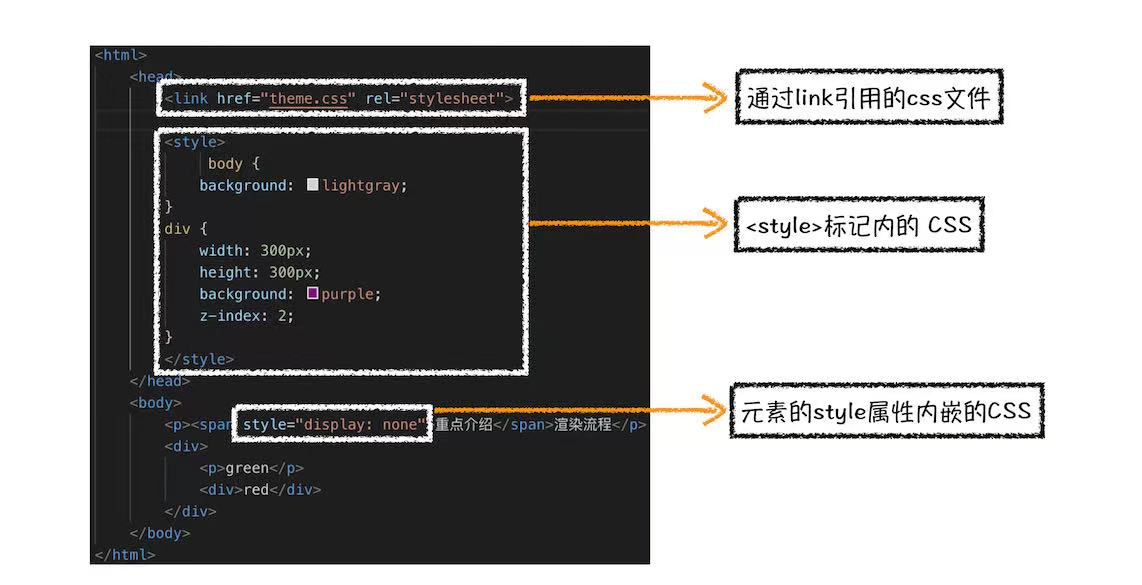 <html>
<head>
<link href="theme.css" rel="stylesheet">
通过link引用的css文件
<style>
body {
background: lightgray;
}
div {
<style>标记内的 CSS
width: 300px;
height: 300px;
background: purple;
z-index: 2;
}
</style>
</head>
<body>
<p><span style="display: none" 重点介绍</span>渲染流程</p>
元素的style属性内嵌的CSS
<div>
<p>green</p>
<div>red</div>
</div>
</body>
</html>